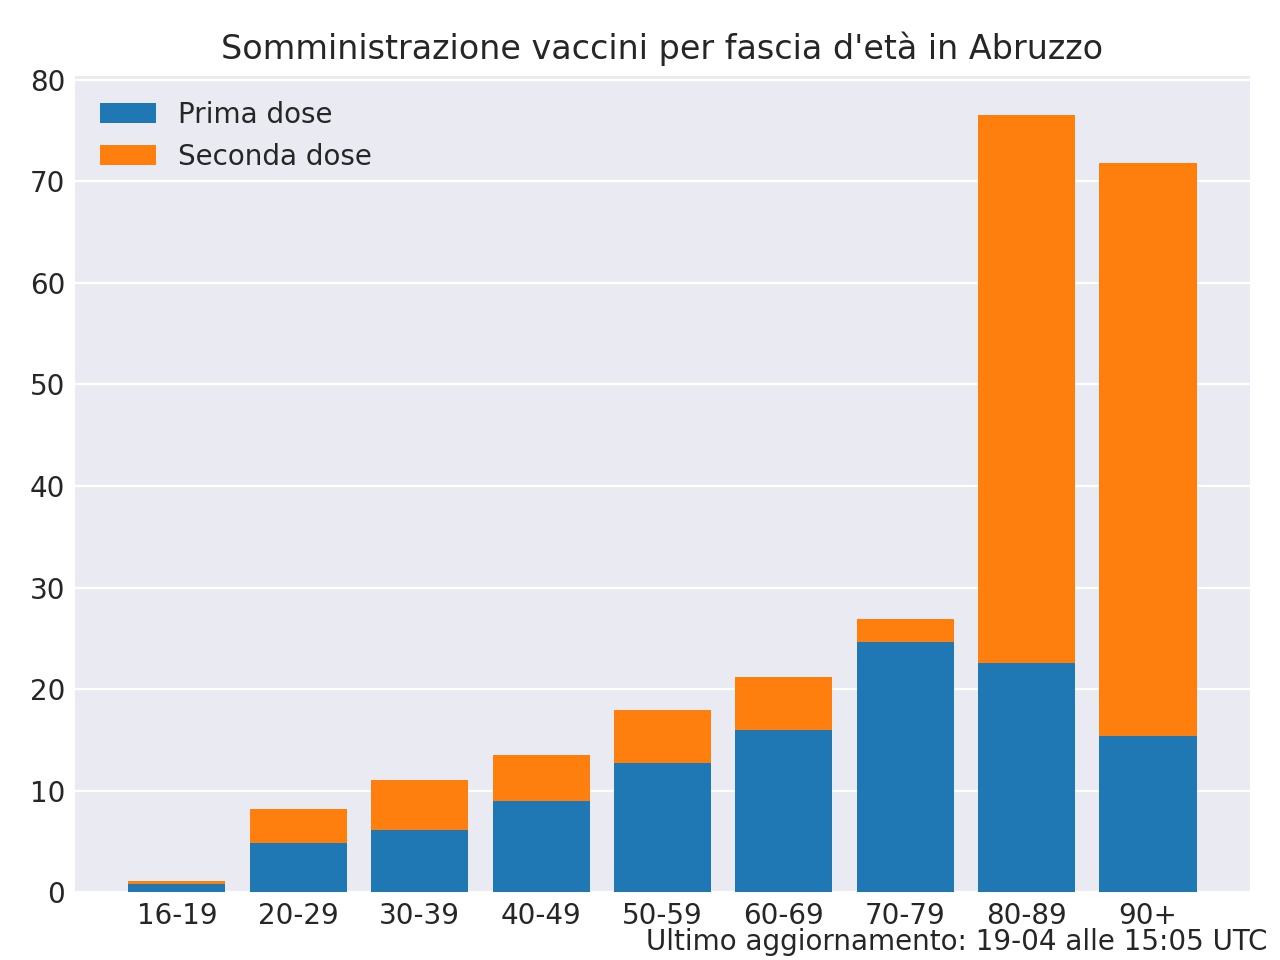 Somministrazione vaccini per fascia d'età in Abruzzo
80
Prima dose
Seconda dose
70
60
50
40
30
20
10
0
16-19 20-29 30-39 40-49 50-59 60-69 70-79 80-89 90+
Ultimo aggiornamento: 19-04 alle 15:05 UTC